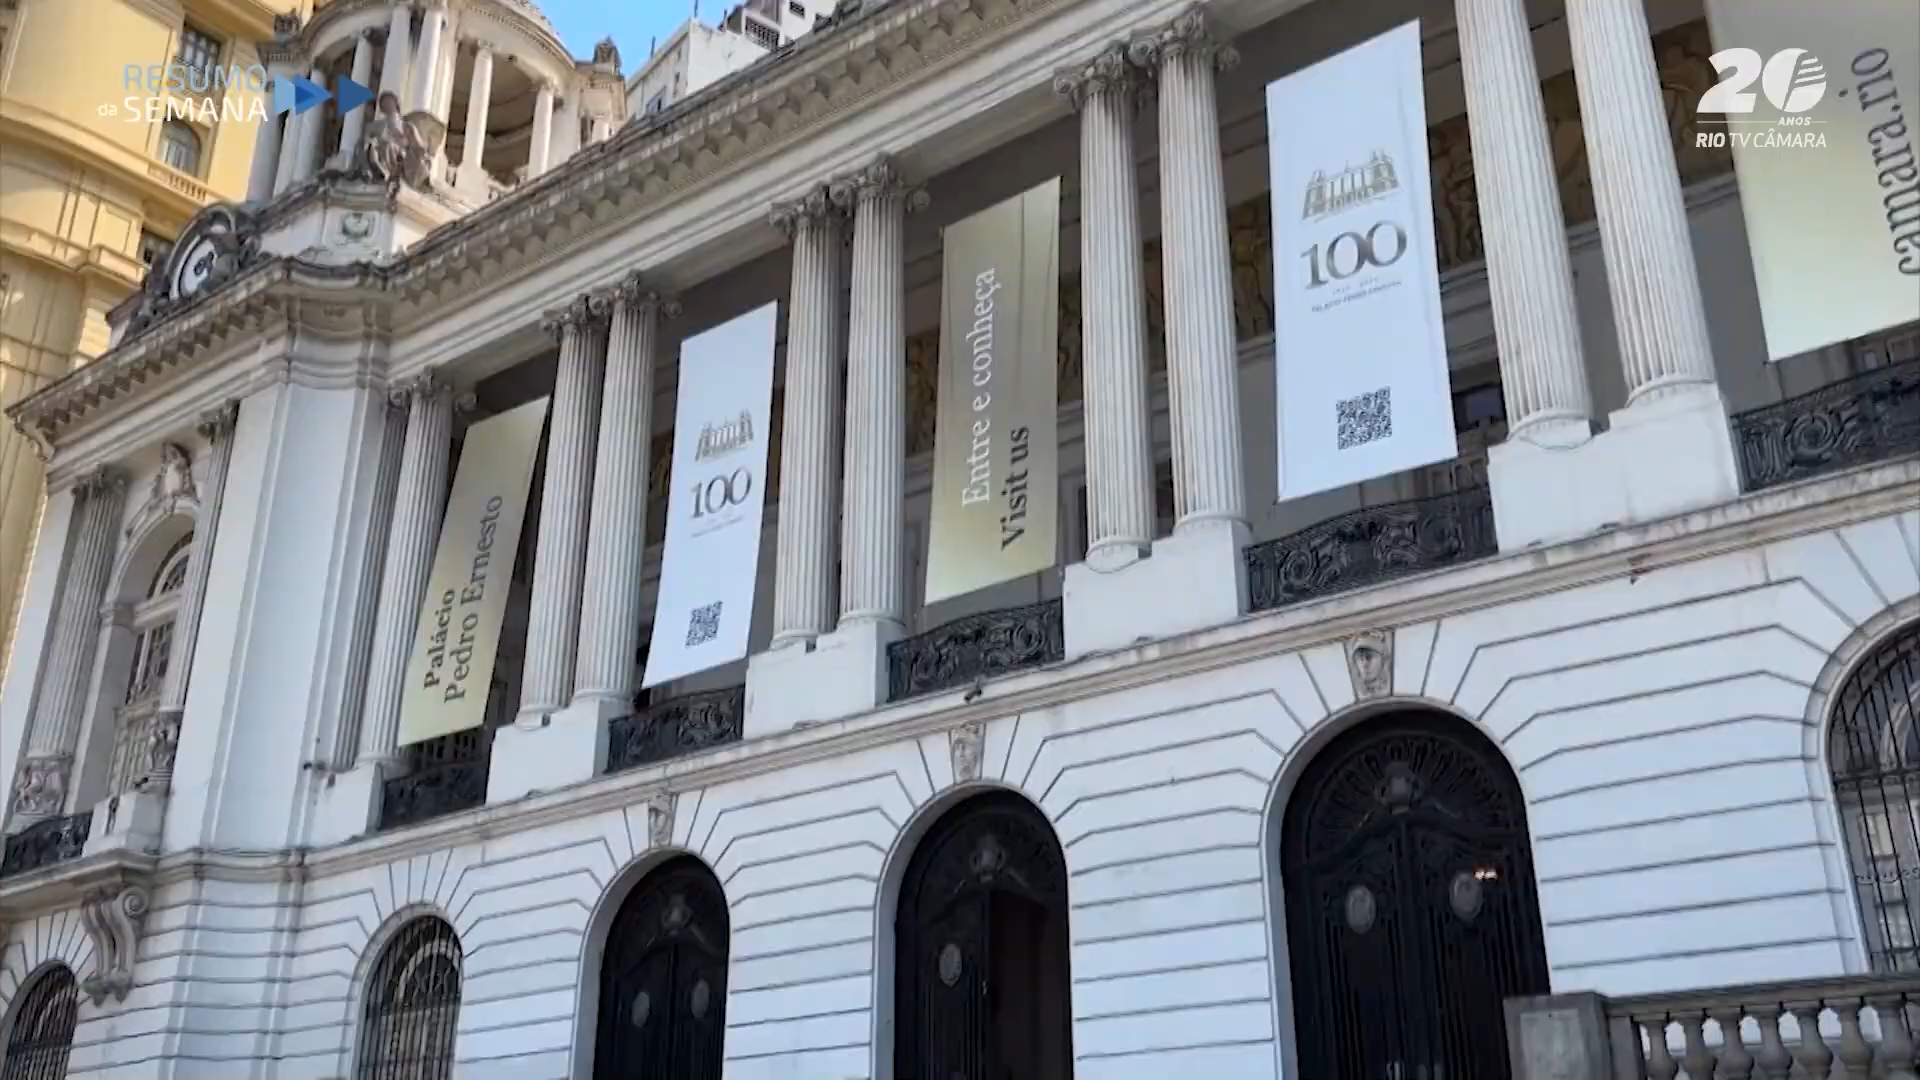 RESUMO
da SEMANA
20
ANOS
RIO TV CÂMARA
Palácio
Pedro Ernesto
100
Entre e conheça
Visit us
100
camara.rio